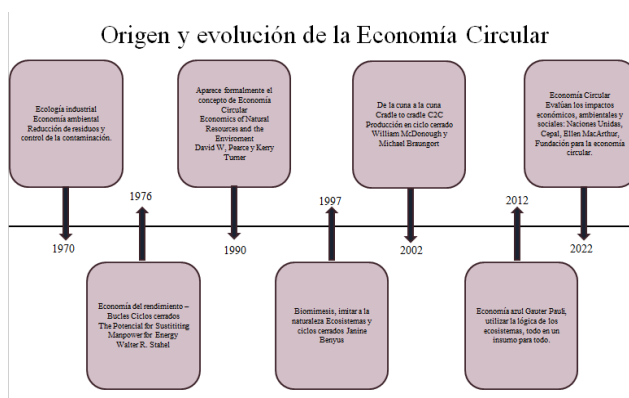 Origen y evolución de la Economía Circular
Ecología industrial
Economía ambiental
Reducción de residuos y
control de la contaminación.
Aparece formalmente el
concepto de Economía
Circular
Economics of Natural
Resources and the
Enviroment
David W, Pearce y Kerry
Turner
De la cuna a la cuna
Cradle to cradle C2C
Producción en ciclo cerrado
William McDonough y
Michael Braungort
Economía Circular
Evalúan los impactos
económicos, ambientales y
sociales: Naciones Unidas,
Cepal, Ellen MacArthur,
Fundación para la economía
circular.
1976
1997
2012
1970
1990
2002
2022
Economía del rendimiento –
Bucles Ciclos cerrados
The Potential for Sustititing
Manpower for Energy
Walter R. Stahel
Biomimesis, imitar a la
naturaleza Ecosistemas y
ciclos cerrados Janine
Benyus
Economía azul Gauter Pauli,
utilizar la lógica de los
ecosistemas, todo en un
insumo para todo.